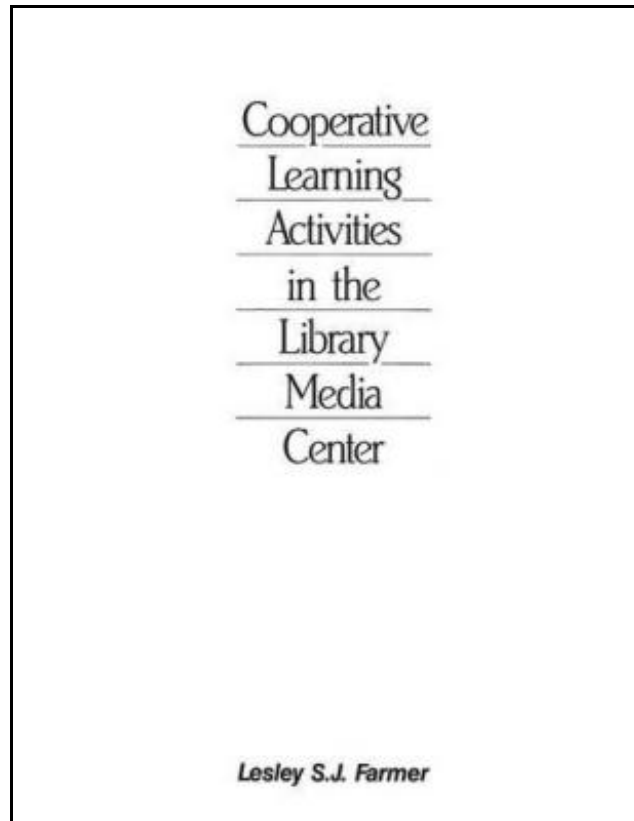 Cooperative
Learning
Activities
in the
Library
Media
Center
Lesley S.J. Farmer